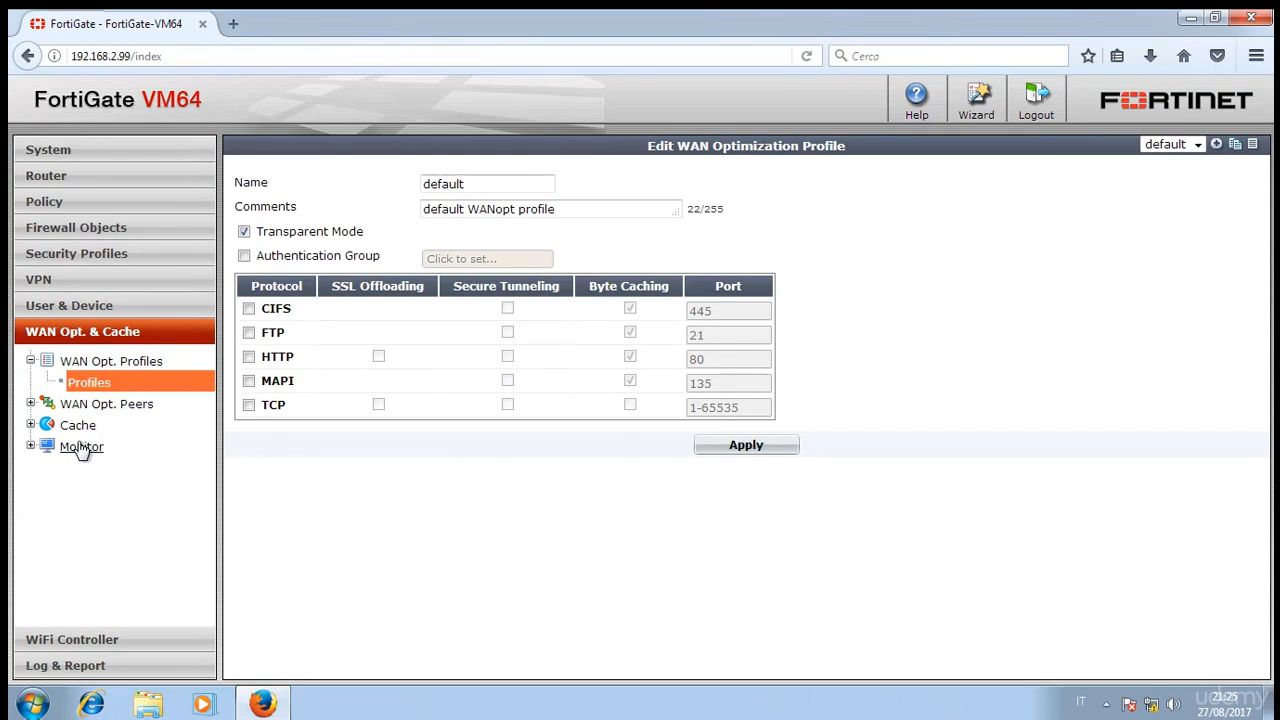 FortiGate - FortiGate-VM64
192.168.2.99/index
Cerca
FortiGate VM64
Help
Wizard
Logout
FORTINET
System
Router
Policy
Firewall Objects
Security Profiles
VPN
User & Device
WAN Opt. & Cache
WAN Opt. Profiles
Profiles
WAN Opt. Peers
Cache
Monitor
WiFi Controller
Log & Report
Edit WAN Optimization Profile
default
Name
default
Comments
default WANopt profile
22/255
Transparent Mode
Authentication Group
Click to set...
Protocol SSL Offloading Secure Tunneling Byte Caching Port
CIFS 445
FTP 21
HTTP 80
MAPI 135
TCP 1-65535
Apply
IT
21:25
27/08/2017
udemy